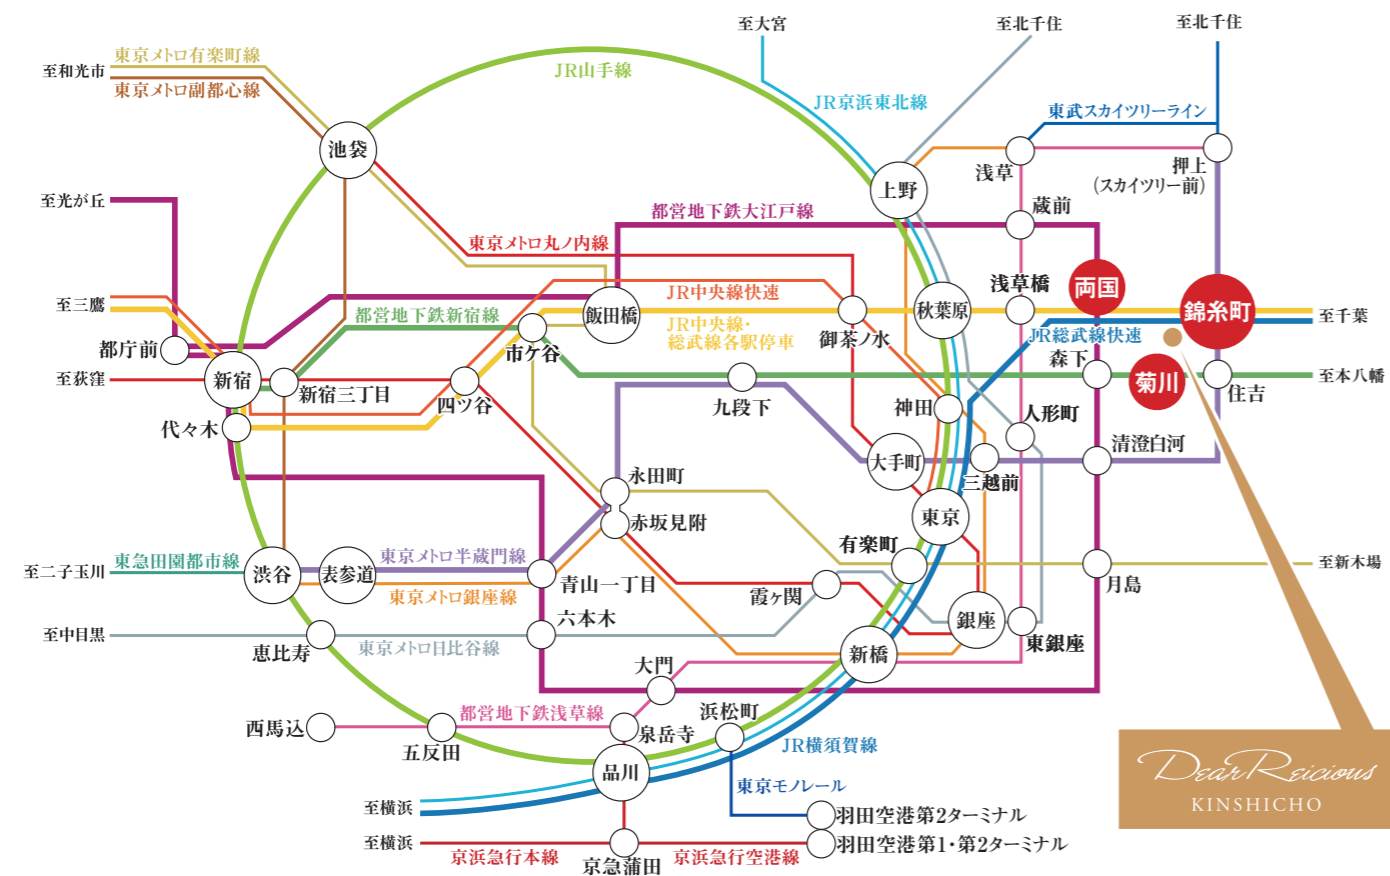 至大宮
至北千住
至北千住
東京メトロ有楽町線
至和光市
東京メトロ副都心線
JR山手線
JR京浜東北線
東武スカイツリーライン
池袋
上野
浅草
押上
(スカイツリー前)
至光が丘
都営地下鉄大江戸線
蔵前
東京メトロ丸ノ内線
両国
浅草橋
錦糸町
JR中央線快速
至三鷹
都営地下鉄新宿線
飯田橋
JR中央線・
総武線各駅停車
御茶ノ水
秋葉原
至千葉
JR総武線快速
都庁前
市ケ谷
森下
至荻窪
新宿
新宿三丁目
四ツ谷
九段下
菊川
住吉
至本八幡
神田
人形町
代々木
大手町
三越前
清澄白河
永田町
赤坂見附
東京
有楽町
至新木場
東急田園都市線
東京メトロ半蔵門線
至二子玉川
渋谷
表参道
青山一丁目
霞ヶ関
月島
東京メトロ銀座線
六本木
銀座
東銀座
至中目黒
恵比寿
東京メトロ日比谷線
新橋
大門
西馬込
都営地下鉄浅草線
浜松町
五反田
泉岳寺
JR横須賀線
品川
東京モノレール
至横浜
羽田空港第2ターミナル
至横浜
京浜急行本線
京急蒲田
京浜急行空港線
羽田空港第1・第2ターミナル
Dear Reicious
KINSHICHO